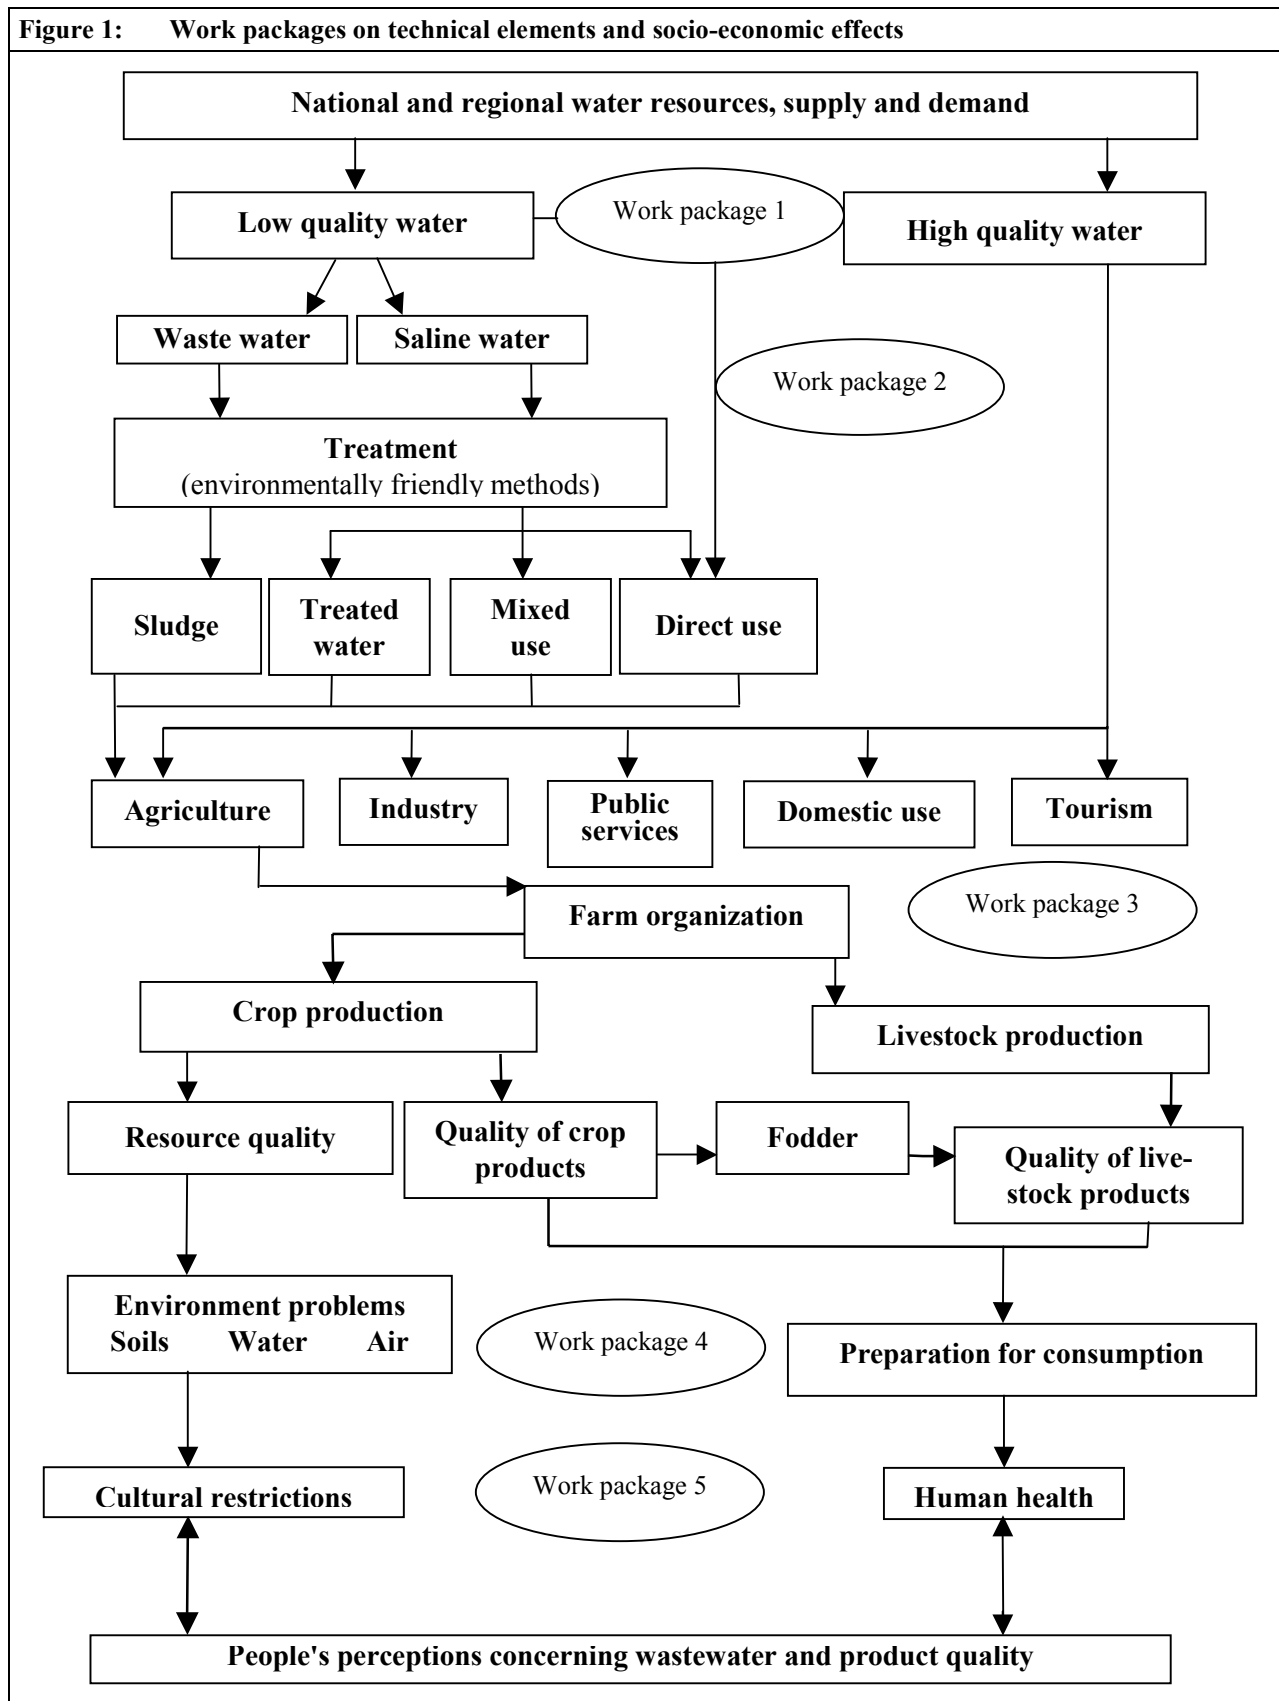 Figure 1: Work packages on technical elements and socio-economic effects
National and regional water resources, supply and demand
Low quality water
Work package 1
High quality water
Waste water
Saline water
Work package 2
Treatment
(environmentally friendly methods)
Sludge
Treated
water
Mixed
use
Direct use
Agriculture
Industry
Public
services
Domestic use
Tourism
Work package 3
Farm organization
Crop production
Livestock production
Resource quality
Quality of crop
products
Fodder
Quality of live-
stock products
Environment problems
Soils Water Air
Work package 4
Preparation for consumption
Cultural restrictions
Work package 5
Human health
People's perceptions concerning wastewater and product quality